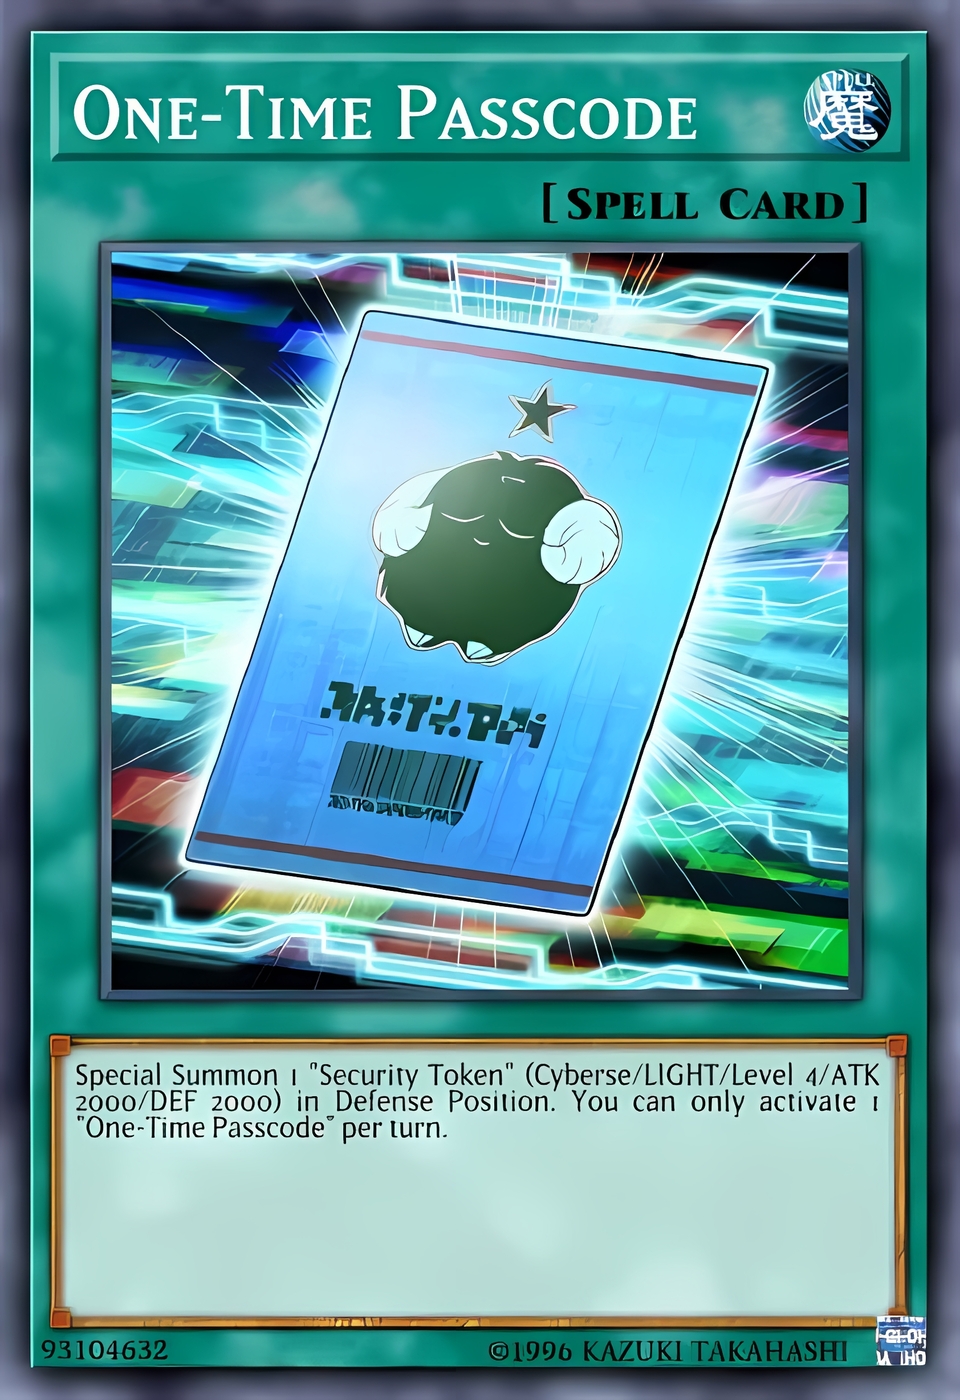 One-Time Passcode
魔
[Spell Card]
Special Summon 1 "Security Token" (Cyberse/LIGHT/Level 4/ATK
2000/DEF 2000) in Defense Position. You can only activate 1
"One-Time Passcode" per turn.
93104632
©1996 KAZUKI TAKAHASHI